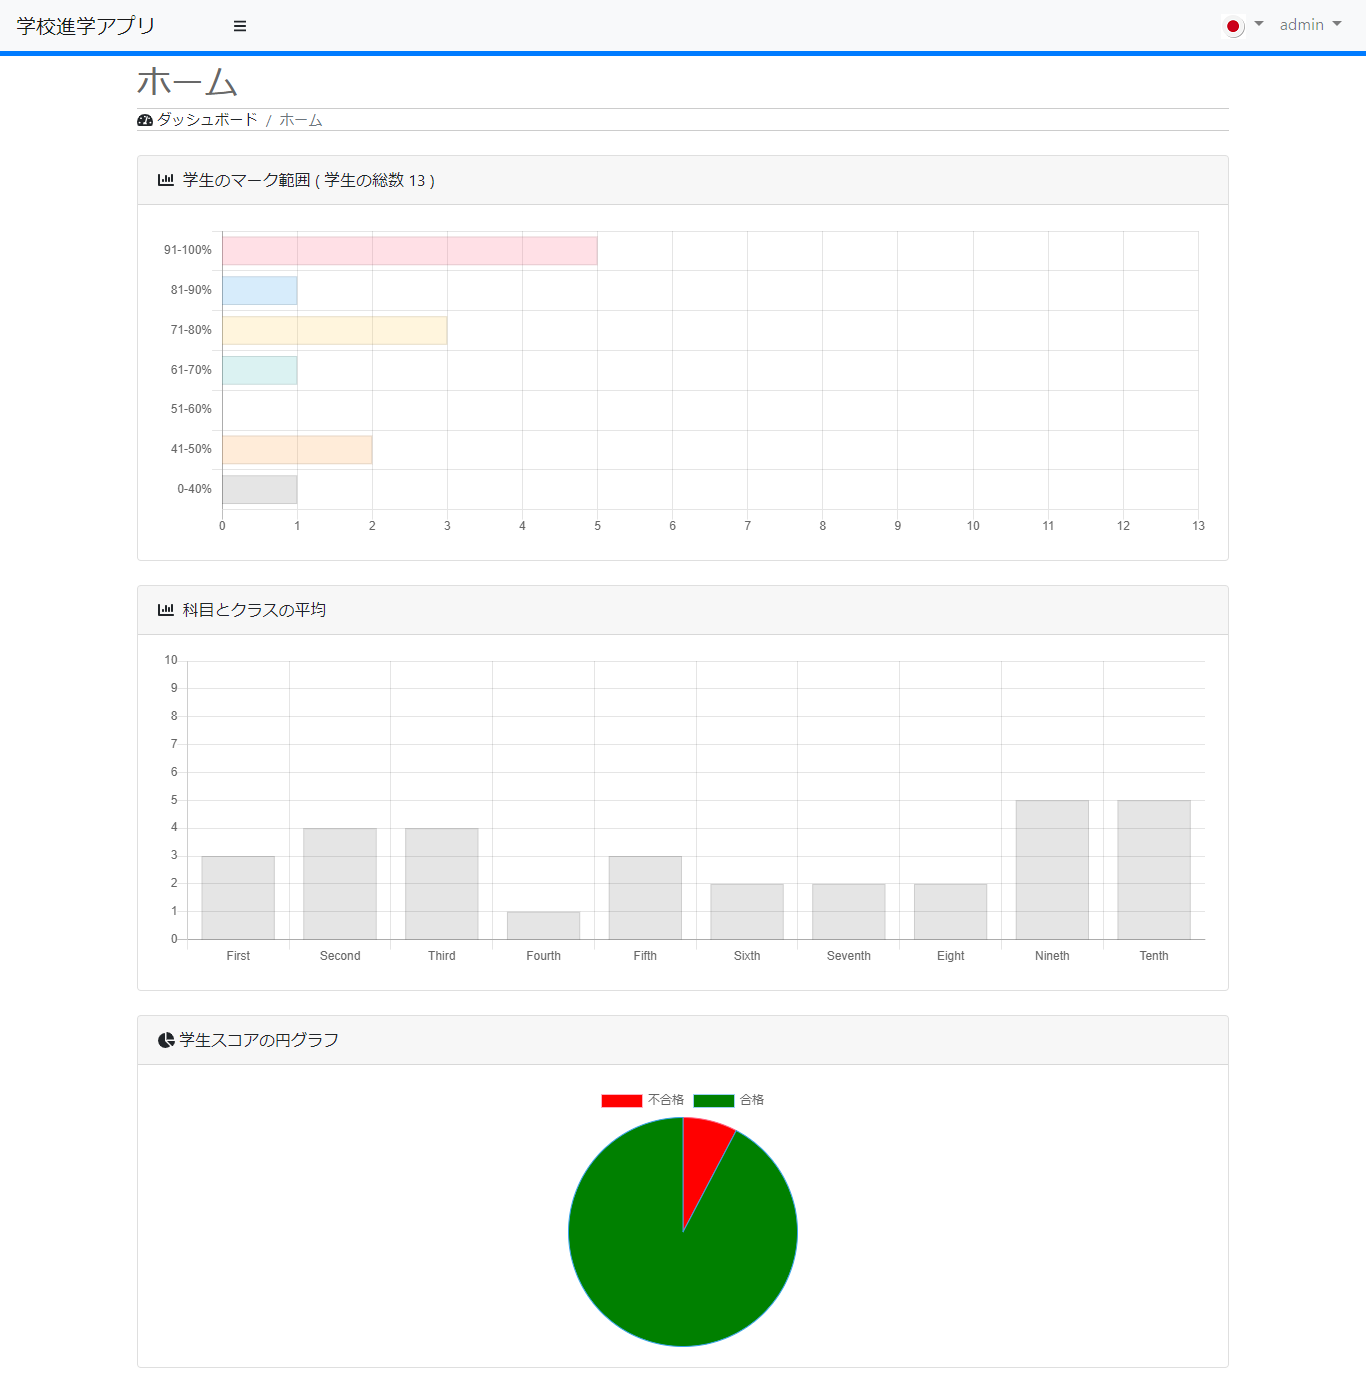 学校進学アプリ
admin
ホーム
ダッシュボード / ホーム
学生のマーク範囲 ( 学生の総数 13 )
91-100%
81-90%
71-80%
61-70%
51-60%
41-50%
0-40%
0 1 2 3 4 5 6 7 8 9 10 11 12 13
科目とクラスの平均
10
9
8
7
6
5
4
3
2
1
0
First Second Third Fourth Fifth Sixth Seventh Eight Nineth Tenth
学生スコアの円グラフ
不合格 合格